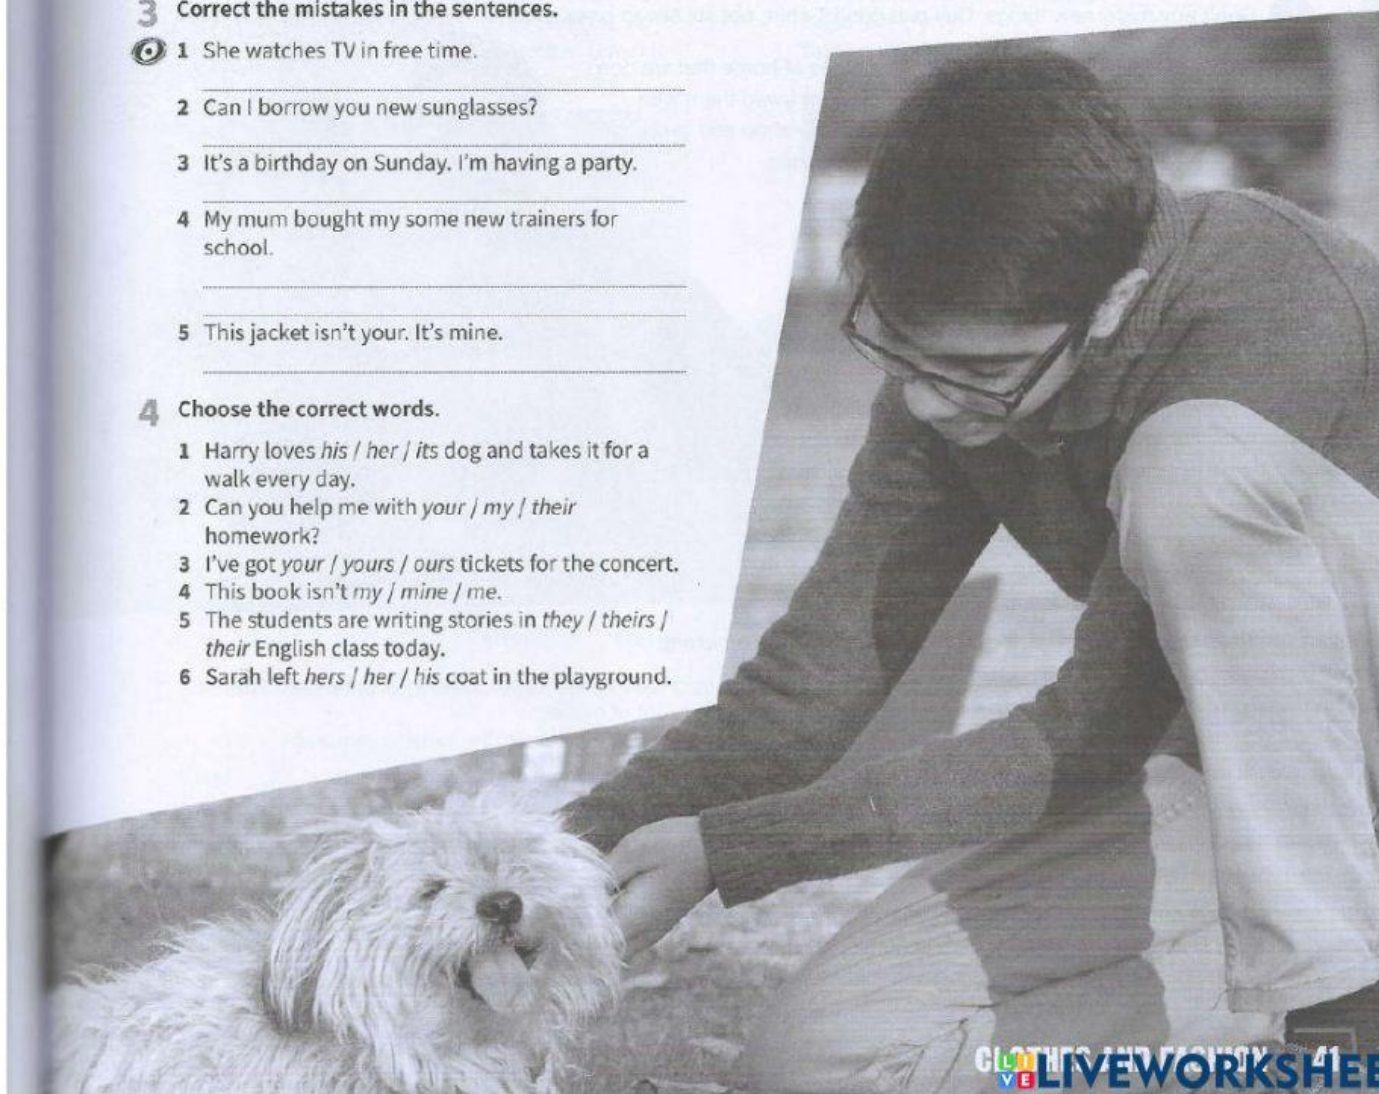 3 Correct the mistakes in the sentences.
1 She watches TV in free time.
2 Can I borrow you new sunglasses?
3 It's a birthday on Sunday. I'm having a party.
4 My mum bought my some new trainers for
school.
5 This jacket isn't your. It's mine.
4 Choose the correct words.
1 Harry loves his / her / its dog and takes it for a
walk every day.
2 Can you help me with your / my / their
homework?
3 I've got your / yours / ours tickets for the concert.
4 This book isn't my / mine / me.
5 The students are writing stories in they / theirs /
their English class today.
6 Sarah left hers / her / his coat in the playground.
CLOTHES AND FASHION 41
LIVE LIVEWORKSHEE